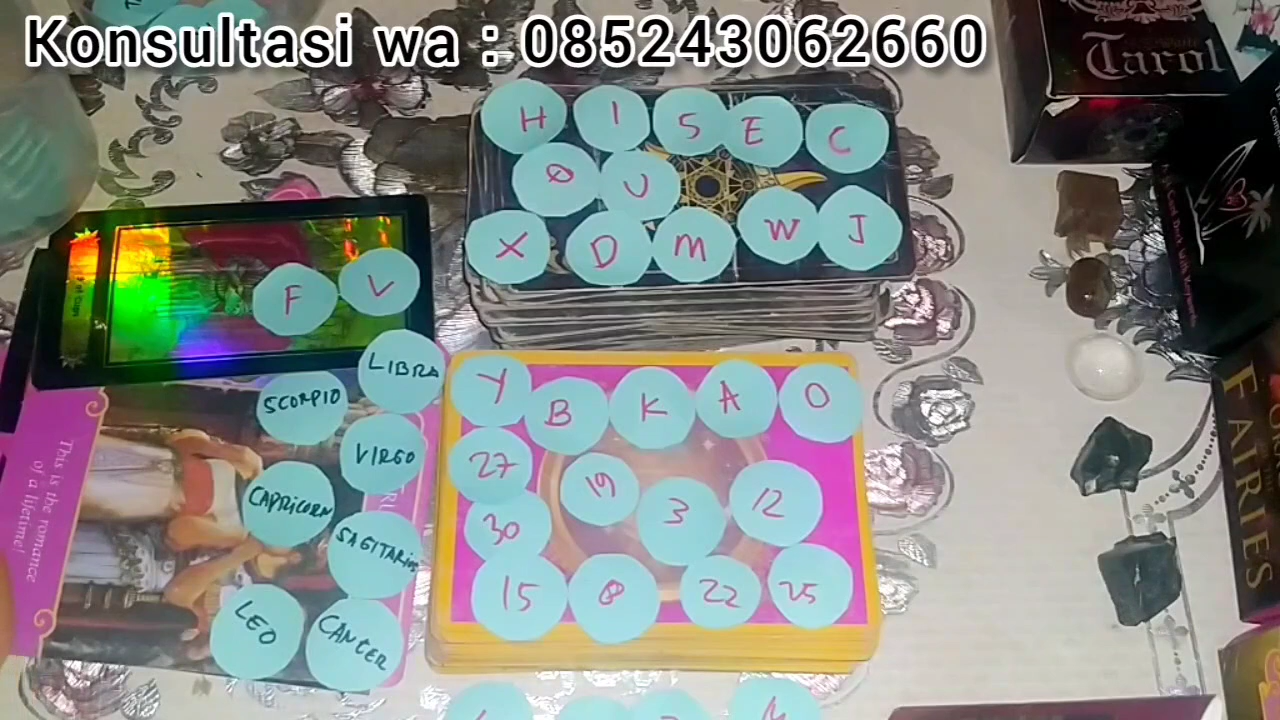 Konsultasi wa : 085243062660
Tarot
H I S E C
Q U
X D M W J
F V
LIBRA
SCORPIO
VIRGO
CAPRICORN
SAGITARIUS
LEO
CANCER
This is the romance
of a lifetime!
Y B K A O
27 19 3 12
30
15 8 22 25
FAIRIES